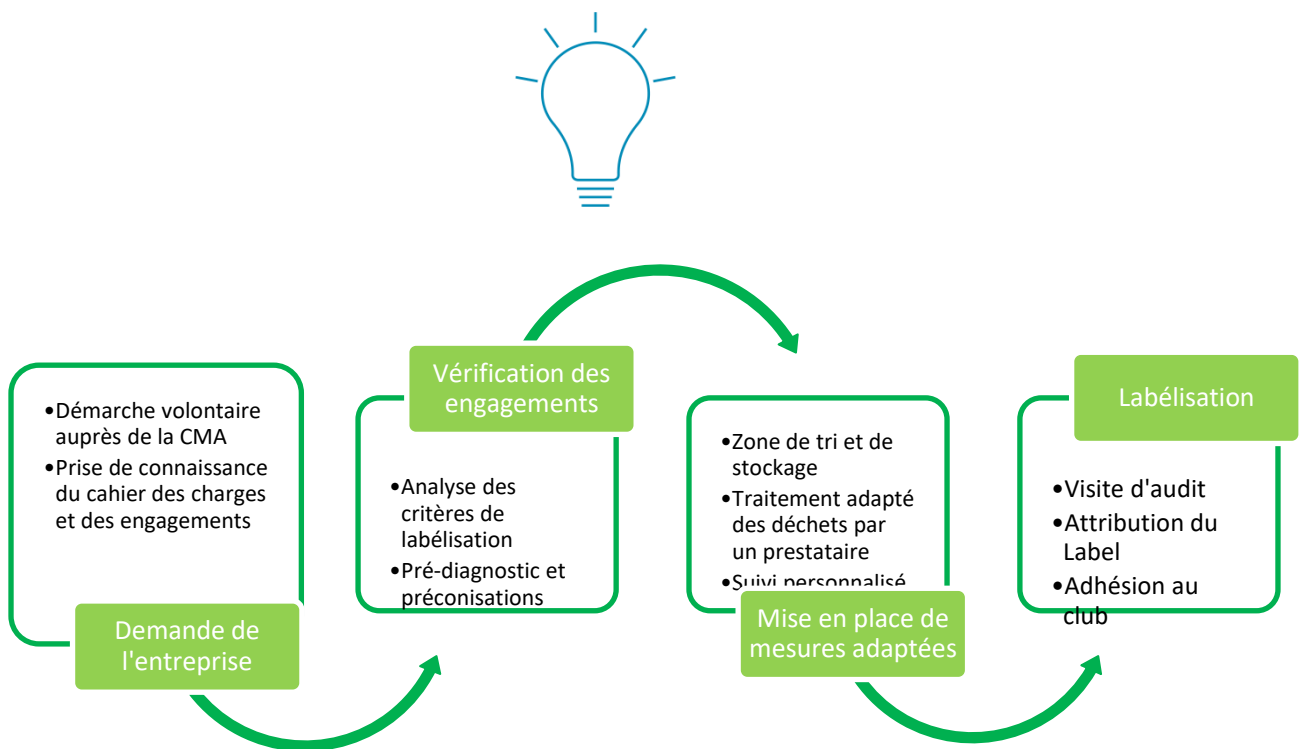 •Démarche volontaire
auprès de la CMA
•Prise de connaissance
du cahier des charges
et des engagements
Demande de
l'entreprise
Vérification des
engagements
•Analyse des
critères de
labélisation
•Pré-diagnostic et
préconisations
•Zone de tri et de
stockage
•Traitement adapté
des déchets par
un prestataire
•Suivi personnalisé
Mise en place de
mesures adaptées
Labélisation
•Visite d'audit
•Attribution du
Label
•Adhésion au
club